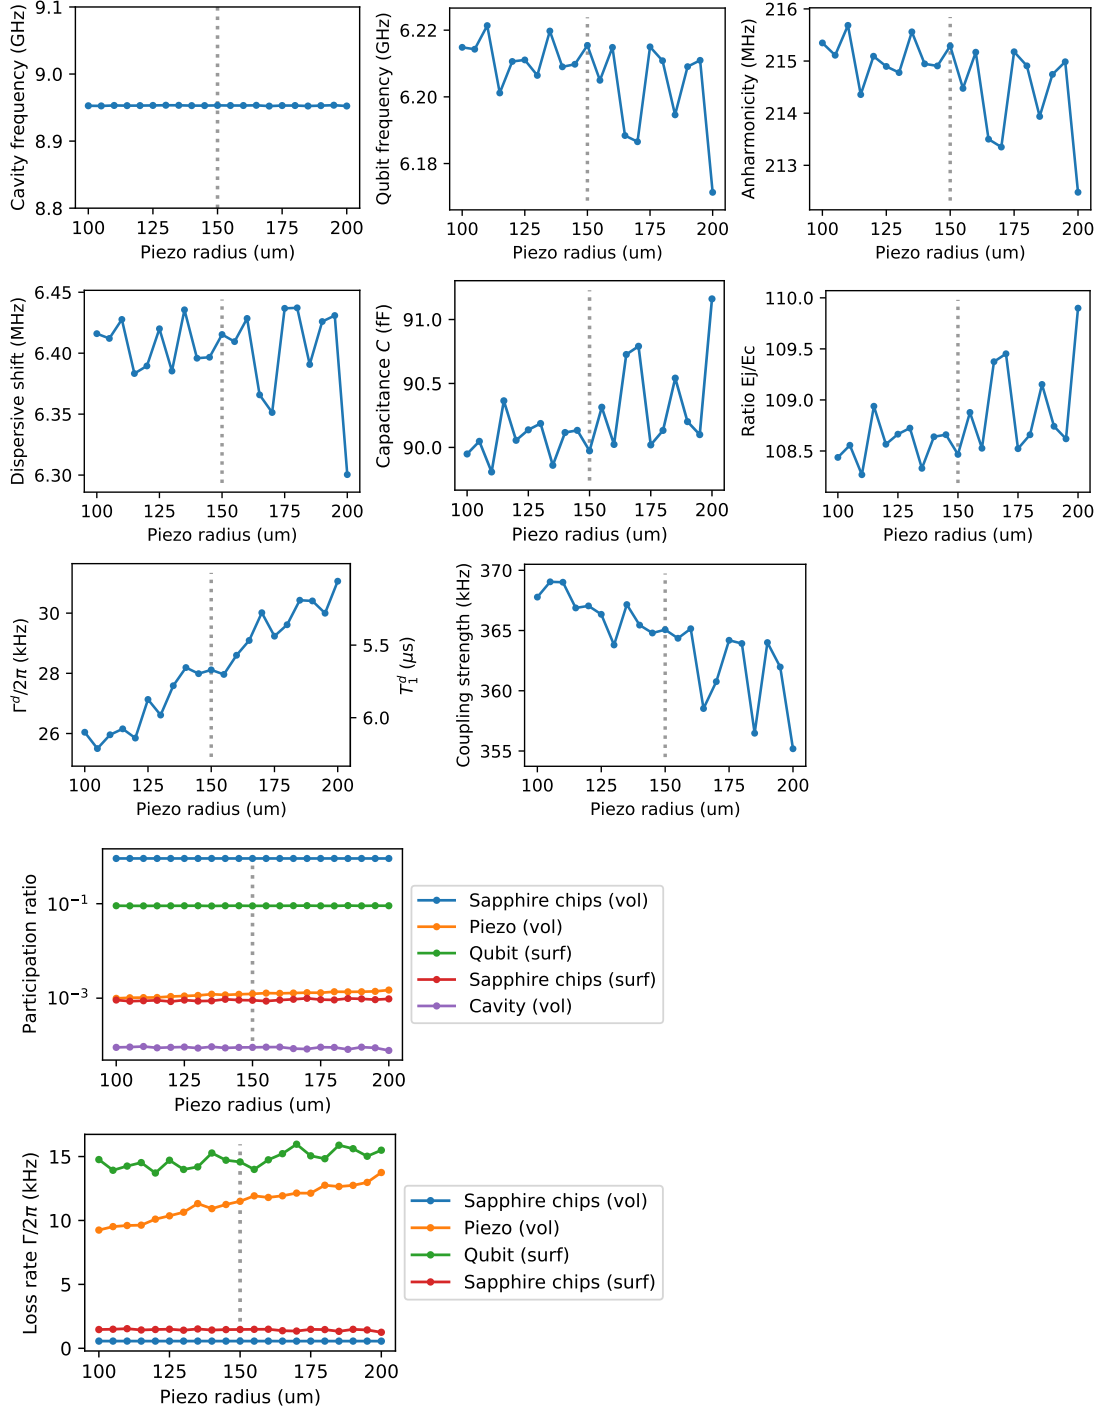 Cavity frequency (GHz)
9.1
9.0
8.9
8.8
100 125 150 175 200
Piezo radius (um)
Qubit frequency (GHz)
6.22
6.20
6.18
100 125 150 175 200
Piezo radius (um)
Anharmonicity (MHz)
216
215
214
213
100 125 150 175 200
Piezo radius (um)
Dispersive shift (MHz)
6.45
6.40
6.35
6.30
100 125 150 175 200
Piezo radius (um)
Capacitance C (fF)
91.0
90.5
90.0
100 125 150 175 200
Piezo radius (um)
Ratio Ej/Ec
110.0
109.5
109.0
108.5
100 125 150 175 200
Piezo radius (um)
Γ^d/2π (kHz)
30
28
26
5.5
6.0
T_1^d (μs)
100 125 150 175 200
Piezo radius (um)
Coupling strength (kHz)
370
365
360
355
100 125 150 175 200
Piezo radius (um)
Participation ratio
10⁻¹
10⁻³
100 125 150 175 200
Piezo radius (um)
Sapphire chips (vol)
Piezo (vol)
Qubit (surf)
Sapphire chips (surf)
Cavity (vol)
Loss rate Γ/2π (kHz)
15
10
5
0
100 125 150 175 200
Piezo radius (um)
Sapphire chips (vol)
Piezo (vol)
Qubit (surf)
Sapphire chips (surf)